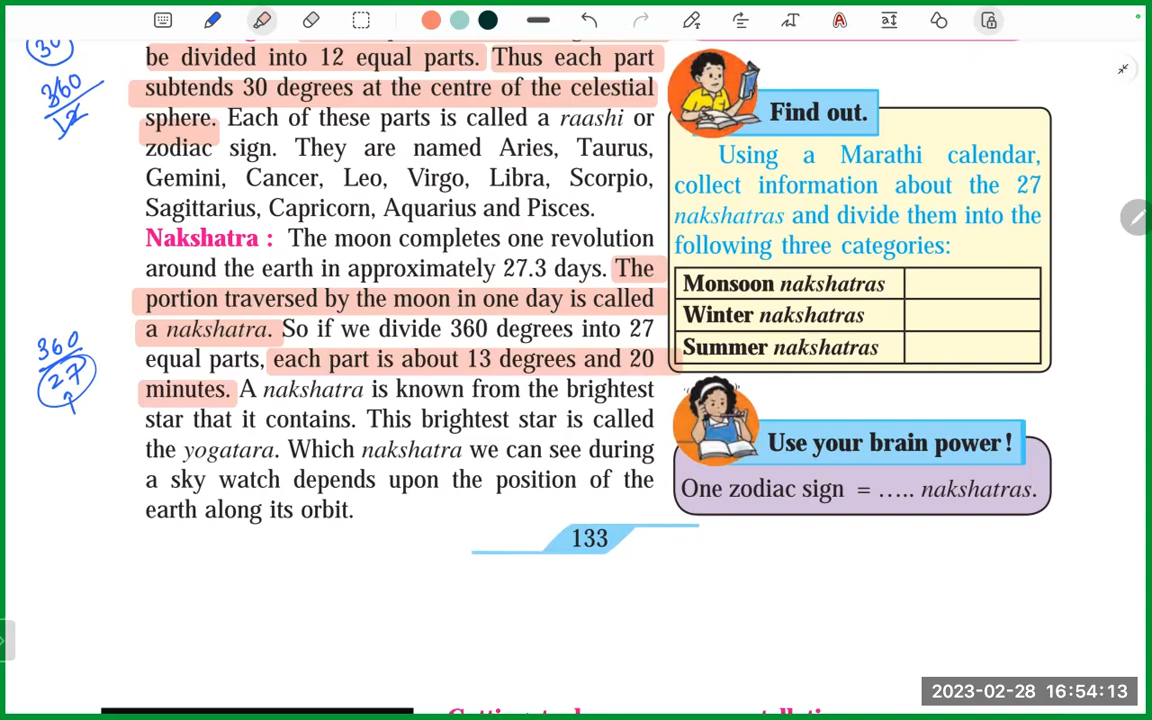 30
360
12
be divided into 12 equal parts. Thus each part
subtends 30 degrees at the centre of the celestial
sphere. Each of these parts is called a raashi or
zodiac sign. They are named Aries, Taurus,
Gemini, Cancer, Leo, Virgo, Libra, Scorpio,
Sagittarius, Capricorn, Aquarius and Pisces.
Nakshatra : The moon completes one revolution
around the earth in approximately 27.3 days. The
portion traversed by the moon in one day is called
a nakshatra. So if we divide 360 degrees into 27
equal parts, each part is about 13 degrees and 20
minutes. A nakshatra is known from the brightest
star that it contains. This brightest star is called
the yogatara. Which nakshatra we can see during
a sky watch depends upon the position of the
earth along its orbit.
360
27
Find out.
Using a Marathi calendar,
collect information about the 27
nakshatras and divide them into the
following three categories:
Monsoon nakshatras
Winter nakshatras
Summer nakshatras
Use your brain power !
One zodiac sign = ..... nakshatras.
133
2023-02-28 16:54:13